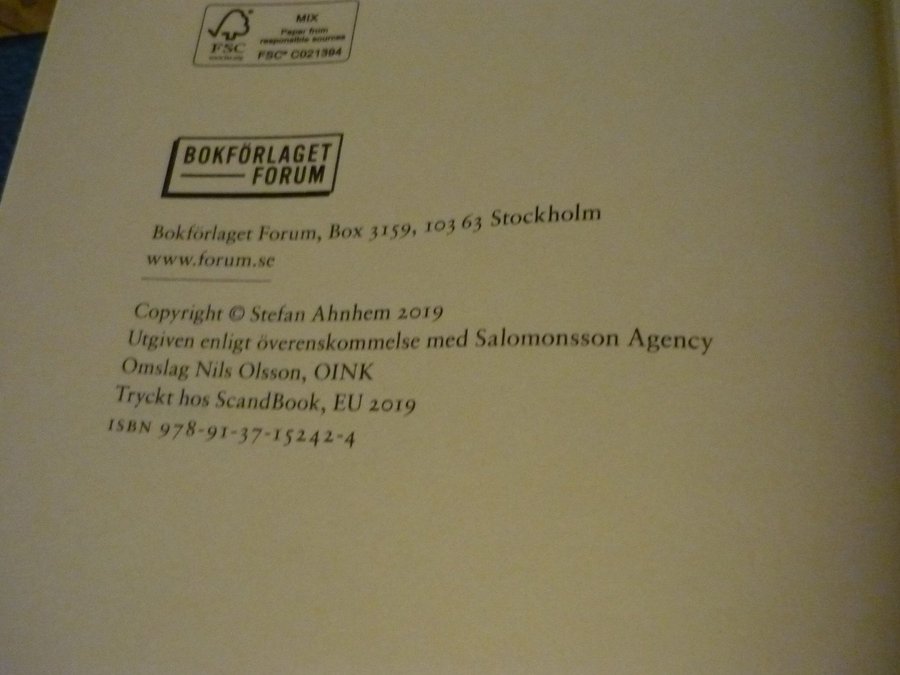 FSC
MIX
Paper from
responsible sources
FSC® C021394
BOKFÖRLAGET
FORUM
Bokförlaget Forum, Box 3159, 103 63 Stockholm
www.forum.se
Copyright © Stefan Ahnhem 2019
Utgiven enligt överenskommelse med Salomonsson Agency
Omslag Nils Olsson, OINK
Tryckt hos ScandBook, EU 2019
ISBN 978-91-37-15242-4